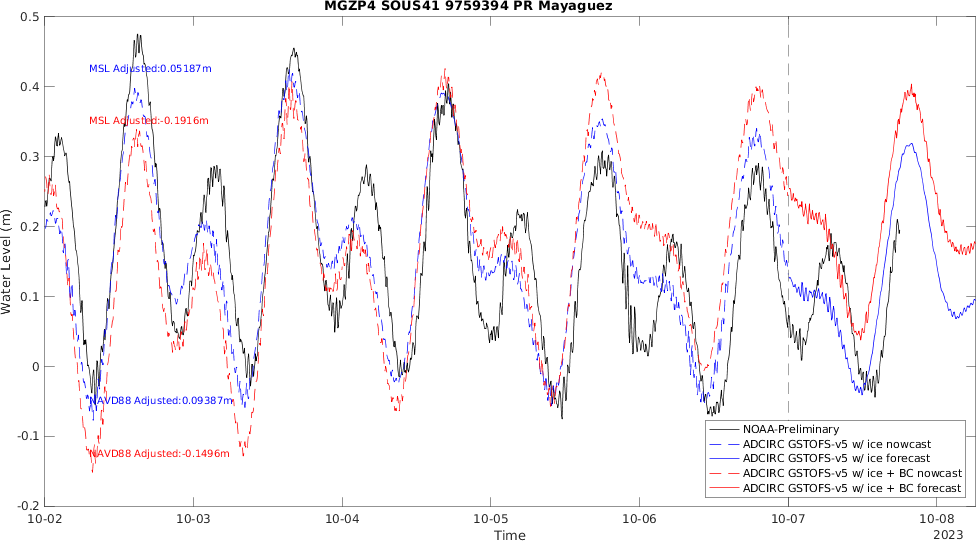 MGZP4 SOUS41 9759394 PR Mayaguez
0.5
0.4
0.3
0.2
0.1
0
-0.1
-0.2
Water Level (m)
MSL Adjusted:0.05187m
MSL Adjusted:-0.1916m
NAVD88 Adjusted:0.09387m
NAVD88 Adjusted:-0.1496m
NOAA-Preliminary
ADCIRC GSTOFS-v5 w/ ice nowcast
ADCIRC GSTOFS-v5 w/ ice forecast
ADCIRC GSTOFS-v5 w/ ice + BC nowcast
ADCIRC GSTOFS-v5 w/ ice + BC forecast
10-02 10-03 10-04 10-05 10-06 10-07 10-08
Time
2023